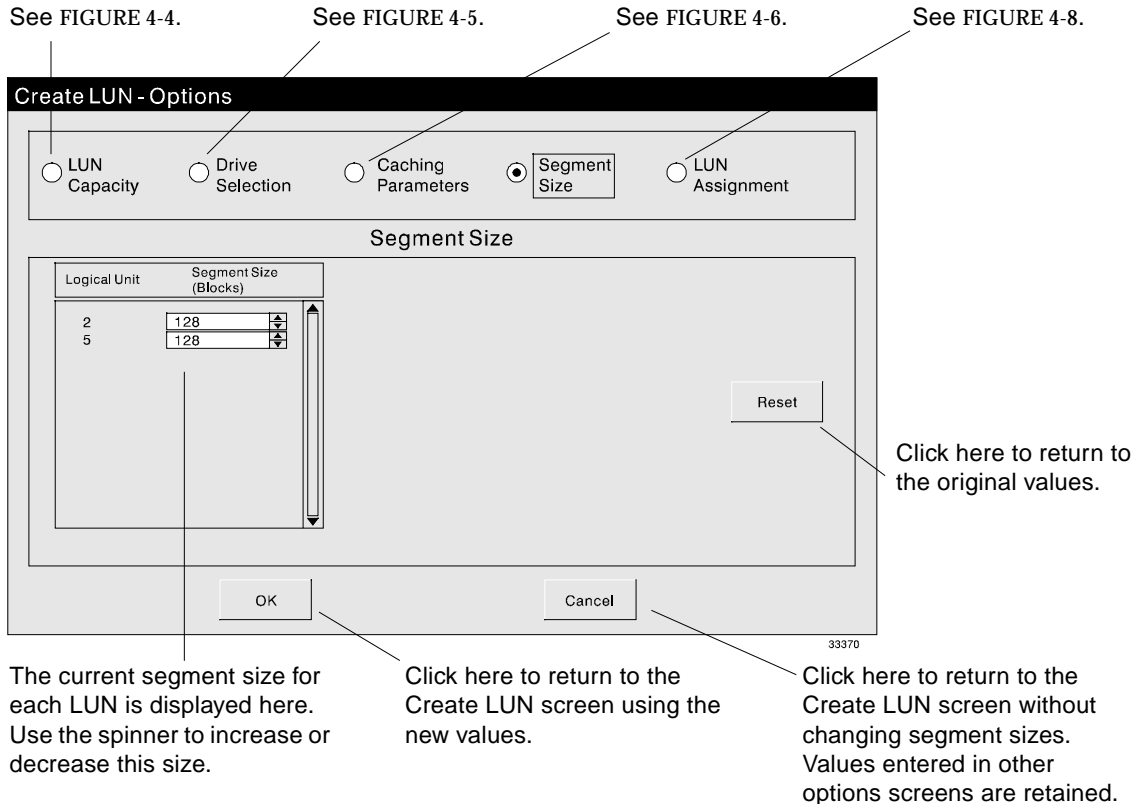 See FIGURE 4-4.
See FIGURE 4-5.
See FIGURE 4-6.
See FIGURE 4-8.
Create LUN - Options
LUN
Capacity
Drive
Selection
Caching
Parameters
Segment
Size
LUN
Assignment
Segment Size
Logical Unit
Segment Size
(Blocks)
2 128
5 128
Reset
Click here to return to
the original values.
OK
Cancel
33370
The current segment size for
each LUN is displayed here.
Use the spinner to increase or
decrease this size.
Click here to return to the
Create LUN screen using the
new values.
Click here to return to the
Create LUN screen without
changing segment sizes.
Values entered in other
options screens are retained.